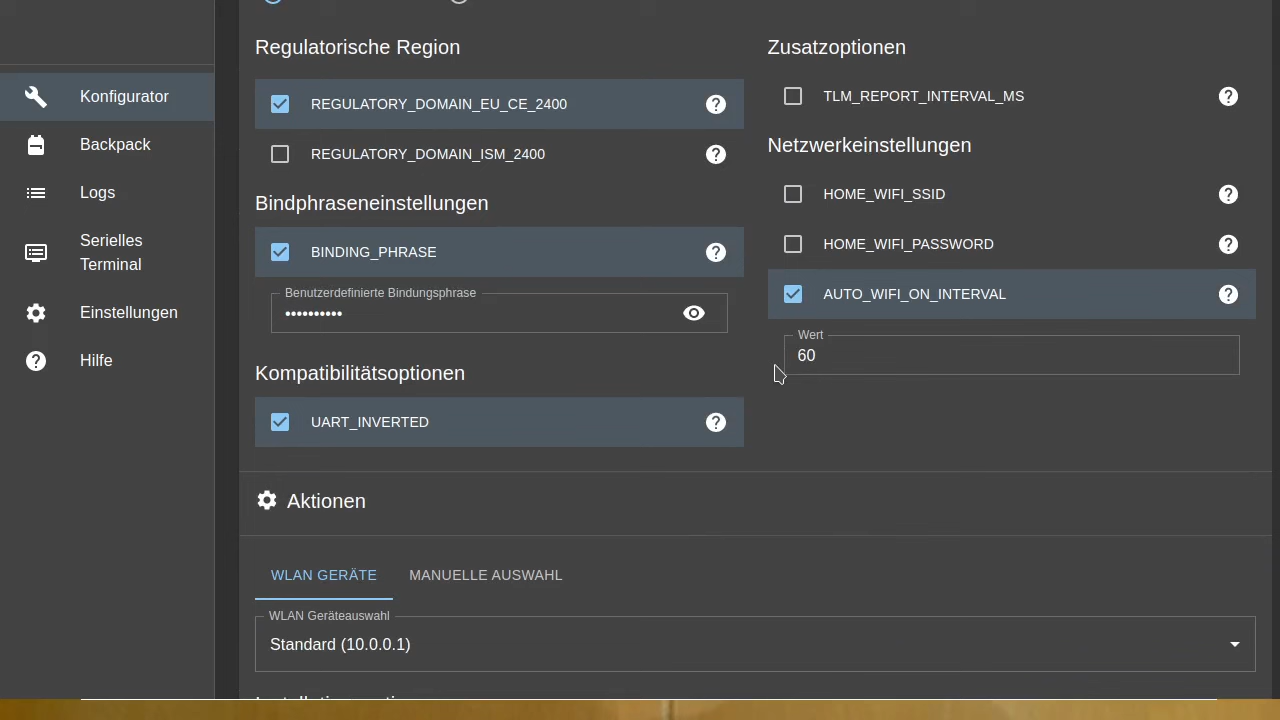 Konfigurator
Backpack
Logs
Serielles
Terminal
Einstellungen
Hilfe
Regulatorische Region
REGULATORY_DOMAIN_EU_CE_2400
REGULATORY_DOMAIN_ISM_2400
Bindphraseneinstellungen
BINDING_PHRASE
Benutzerdefinierte Bindungsphrase
••••••••••
Kompatibilitätsoptionen
UART_INVERTED
Zusatzoptionen
TLM_REPORT_INTERVAL_MS
Netzwerkeinstellungen
HOME_WIFI_SSID
HOME_WIFI_PASSWORD
AUTO_WIFI_ON_INTERVAL
Wert
60
Aktionen
WLAN GERÄTE
MANUELLE AUSWAHL
WLAN Geräteauswahl
Standard (10.0.0.1)